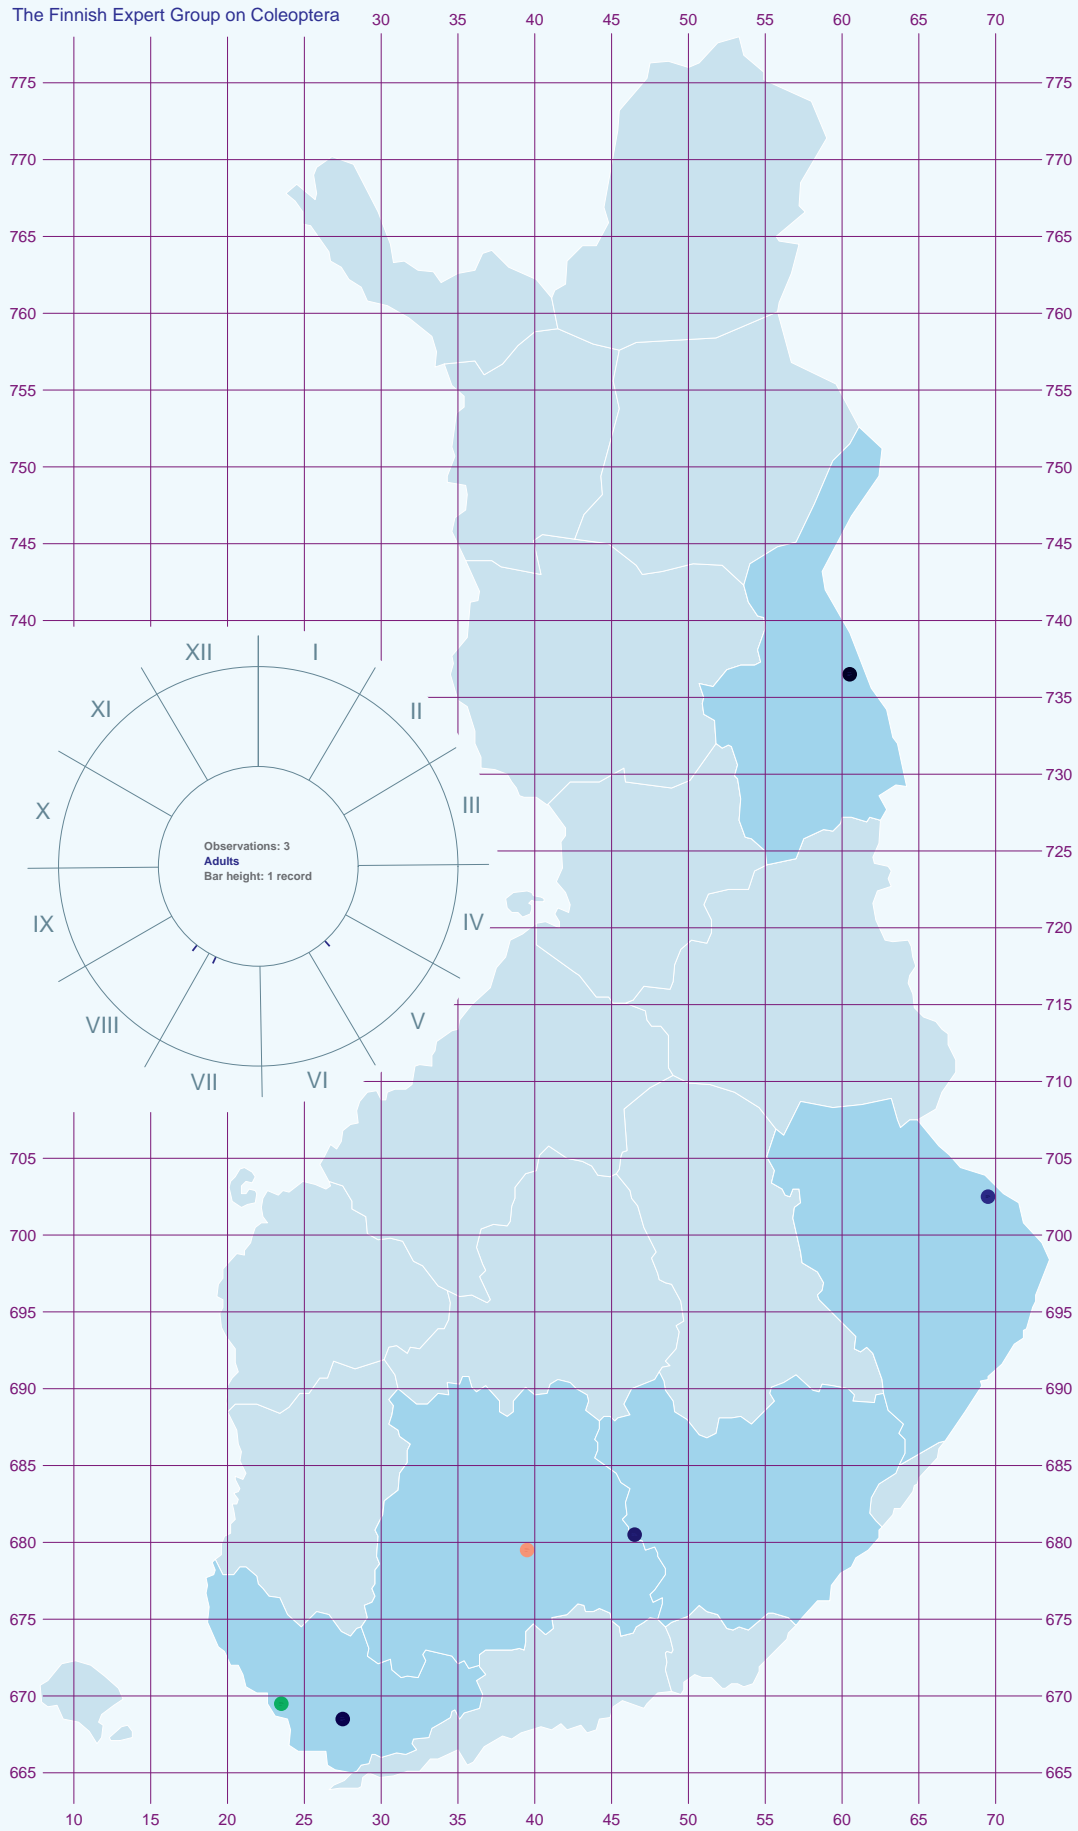 The Finnish Expert Group on Coleoptera
30 35 40 45 50 55 60 65 70
775 775
770 770
765 765
760 760
755 755
750 750
745 745
740 740
XII I
XI II
735
X III
730
Observations: 3
Adults
Bar height: 1 record
725 725
IX IV
720 720
715 715
VIII V
VII VI
710 710
705 705
700 700
695 695
690 690
685 685
680 680
675 675
670 670
665 665
10 15 20 25 30 35 40 45 50 55 60 65 70